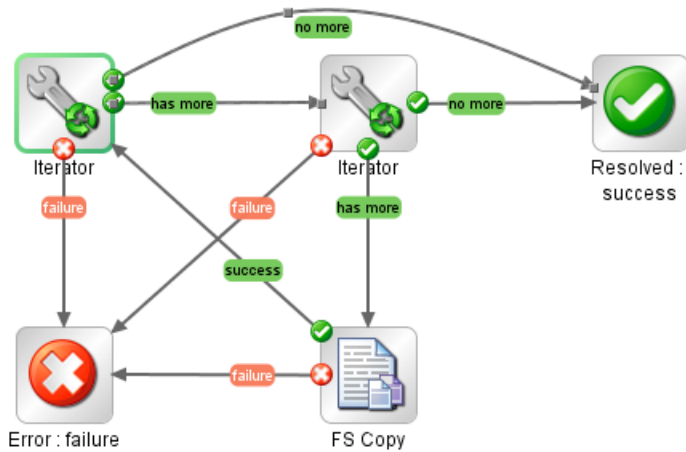 no more
has more
no more
Iterator
Iterator
Resolved :
success
failure
failure
has more
success
failure
Error : failure
FS Copy